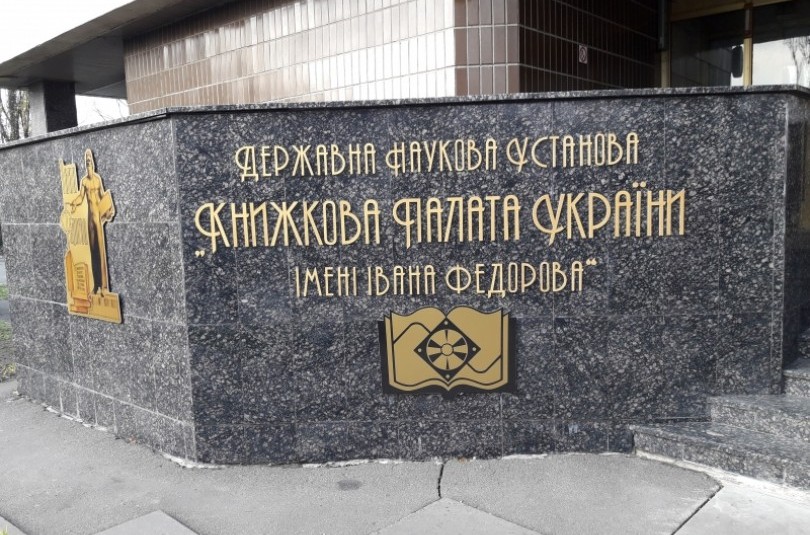 Державна наукова установа
„Книжкова палата України
імені Івана Федорова“